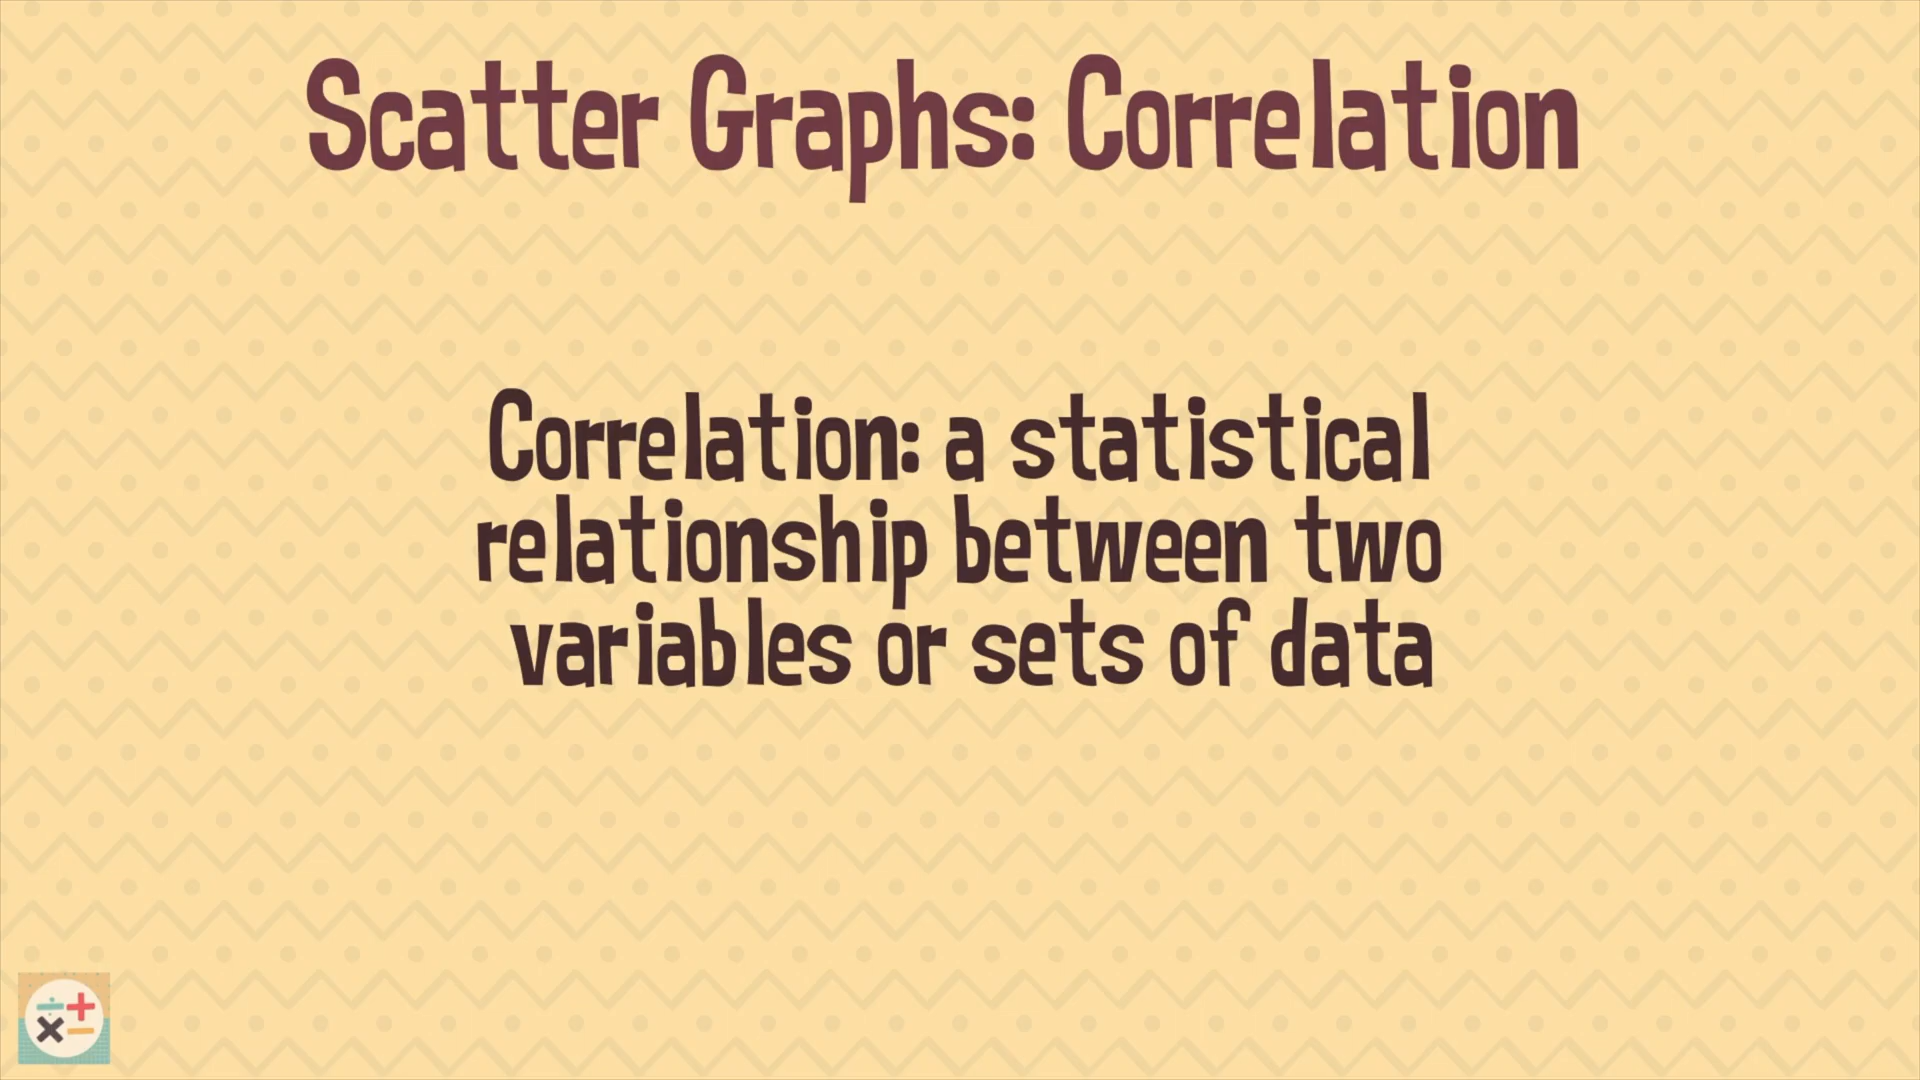 Scatter Graphs: Correlation
Correlation: a statistical
relationship between two
variables or sets of data